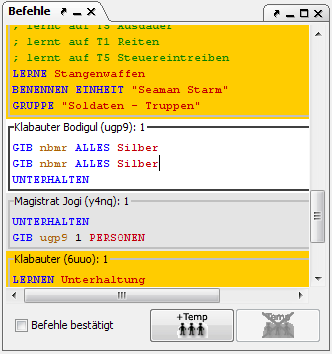 Befehle
; lernt auf T5 Ausdauer
; lernt auf T1 Reiten
; lernt auf T5 Steuereintreiben
LERNE Stangenwaffen
BENENNEN EINHEIT "Seaman Starm"
GRUPPE "Soldaten - Truppen"
Klabauter Bodigul (ugp9): 1
GIB nbmr ALLES Silber
GIB nbmr ALLES Silber
UNTERHALTEN
Magistrat Jogi (y4nq): 1
UNTERHALTEN
GIB ugp9 1 PERSONEN
Klabauter (6uuo): 1
LERNEN Unterhaltung
Befehle bestätigt
+Temp
Temp